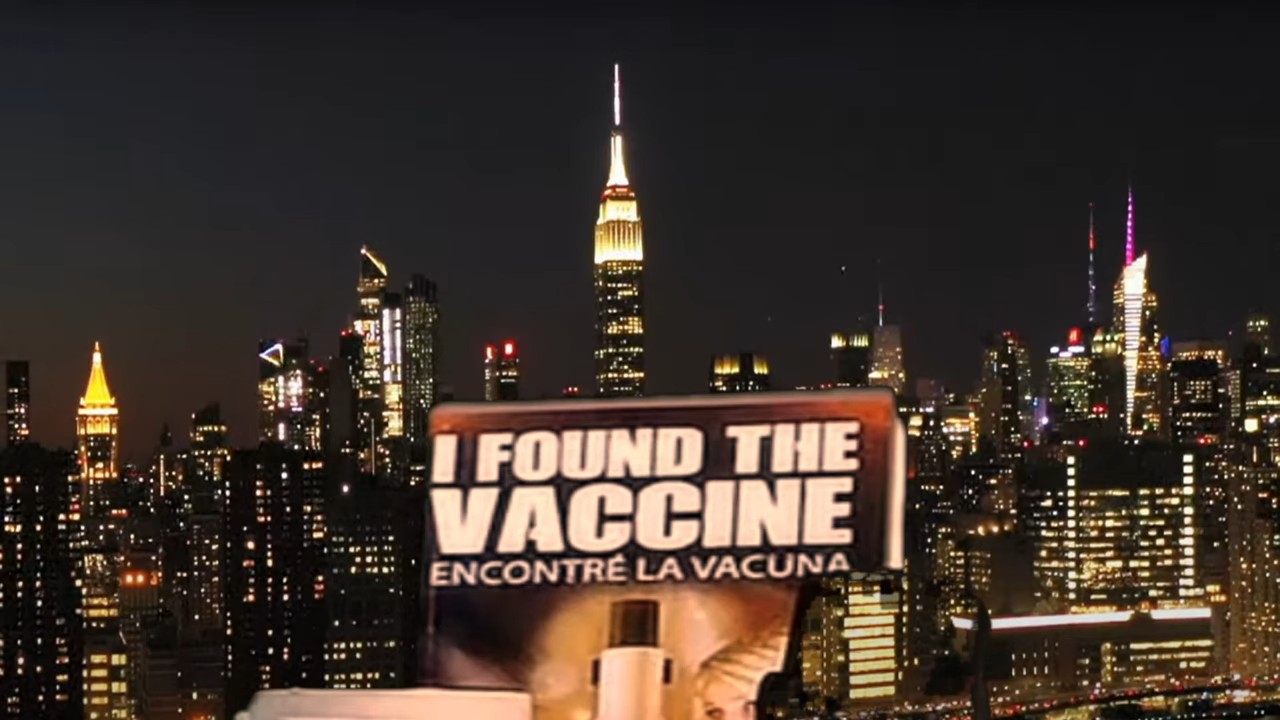 I FOUND THE
VACCINE
ENCONTRÉ LA VACUNA